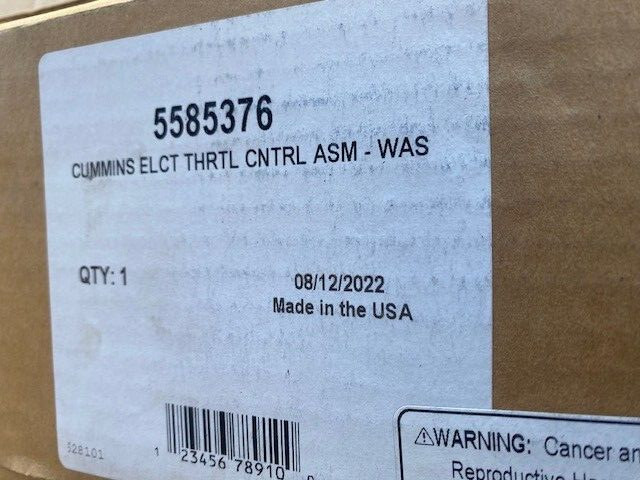 5585376
CUMMINS ELCT THRTL CNTRL ASM - WAS
QTY: 1
08/12/2022
Made in the USA
528101
1 23456 78910
⚠WARNING: Cancer an
Reproductive Ha